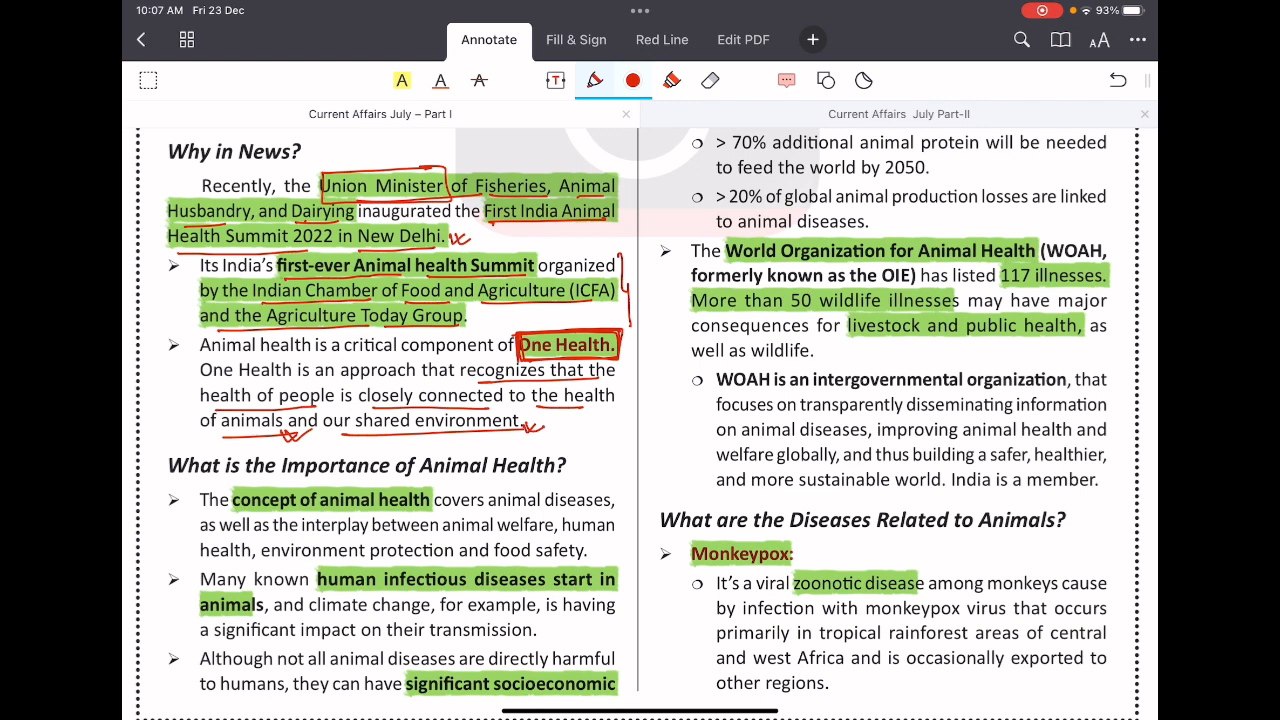 10:07 AM Fri 23 Dec
93%
Annotate
Fill & Sign
Red Line
Edit PDF
AA
A
A
A
T
Current Affairs July – Part I
Current Affairs July Part-II
Why in News?
Recently, the Union Minister of Fisheries, Animal
Husbandry, and Dairying inaugurated the First India Animal
Health Summit 2022 in New Delhi.
➢ Its India's first-ever Animal health Summit organized
by the Indian Chamber of Food and Agriculture (ICFA)
and the Agriculture Today Group.
➢ Animal health is a critical component of One Health.
One Health is an approach that recognizes that the
health of people is closely connected to the health
of animals and our shared environment.
What is the Importance of Animal Health?
➢ The concept of animal health covers animal diseases,
as well as the interplay between animal welfare, human
health, environment protection and food safety.
➢ Many known human infectious diseases start in
animals, and climate change, for example, is having
a significant impact on their transmission.
➢ Although not all animal diseases are directly harmful
to humans, they can have significant socioeconomic
❍ > 70% additional animal protein will be needed
to feed the world by 2050.
❍ > 20% of global animal production losses are linked
to animal diseases.
➢ The World Organization for Animal Health (WOAH,
formerly known as the OIE) has listed 117 illnesses.
More than 50 wildlife illnesses may have major
consequences for livestock and public health, as
well as wildlife.
❍ WOAH is an intergovernmental organization, that
focuses on transparently disseminating information
on animal diseases, improving animal health and
welfare globally, and thus building a safer, healthier,
and more sustainable world. India is a member.
What are the Diseases Related to Animals?
➢ Monkeypox:
❍ It's a viral zoonotic disease among monkeys cause
by infection with monkeypox virus that occurs
primarily in tropical rainforest areas of central
and west Africa and is occasionally exported to
other regions.